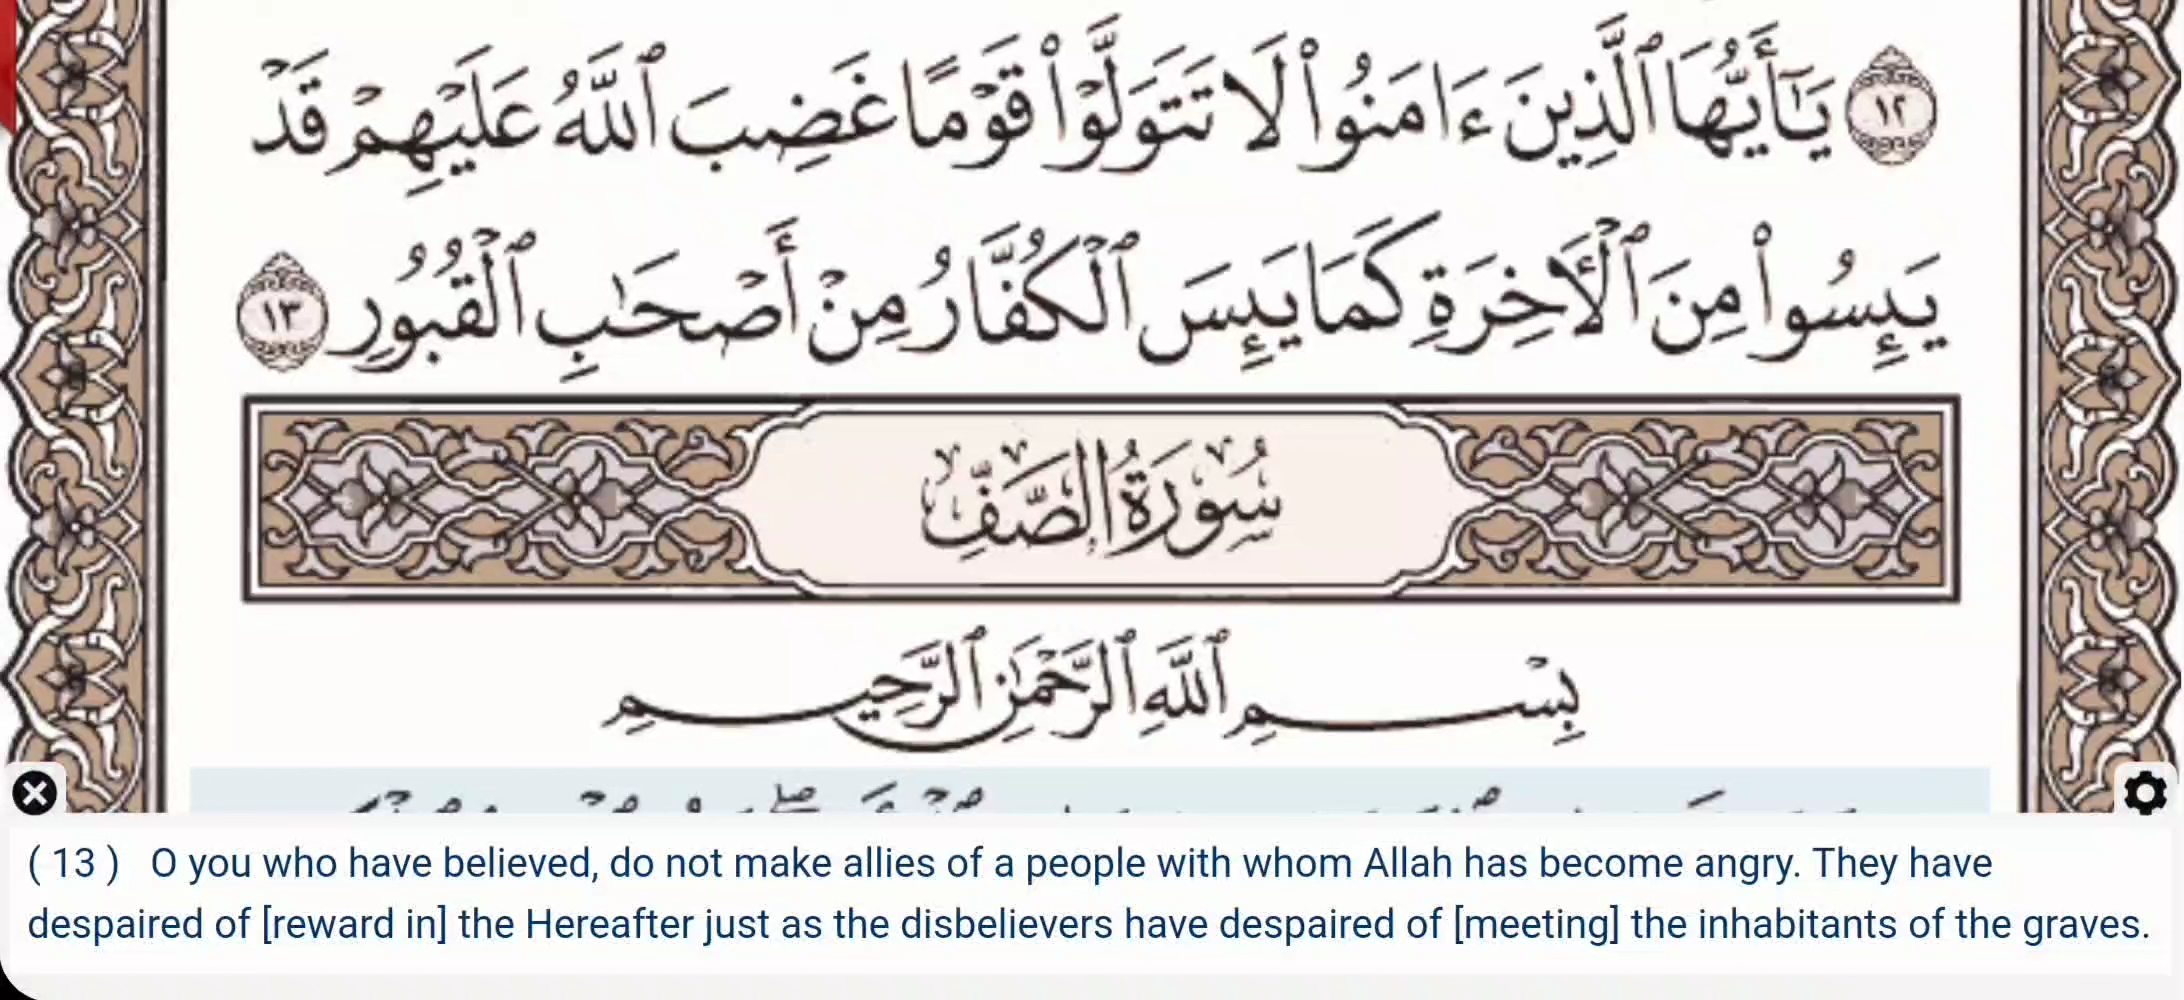 ١٢ يَٰٓأَيُّهَا ٱلَّذِينَ ءَامَنُوا۟ لَا تَتَوَلَّوْا۟ قَوْمًا غَضِبَ ٱللَّهُ عَلَيْهِمْ قَدْ
يَئِسُوا۟ مِنَ ٱلْأَخِرَةِ كَمَا يَئِسَ ٱلْكُفَّارُ مِنْ أَصْحَٰبِ ٱلْقُبُورِ ١٣
سُورَةُ الصَّفِّ
بِسْمِ ٱللَّهِ ٱلرَّحْمَٰنِ ٱلرَّحِيمِ
( 13 ) O you who have believed, do not make allies of a people with whom Allah has become angry. They have
despaired of [reward in] the Hereafter just as the disbelievers have despaired of [meeting] the inhabitants of the graves.